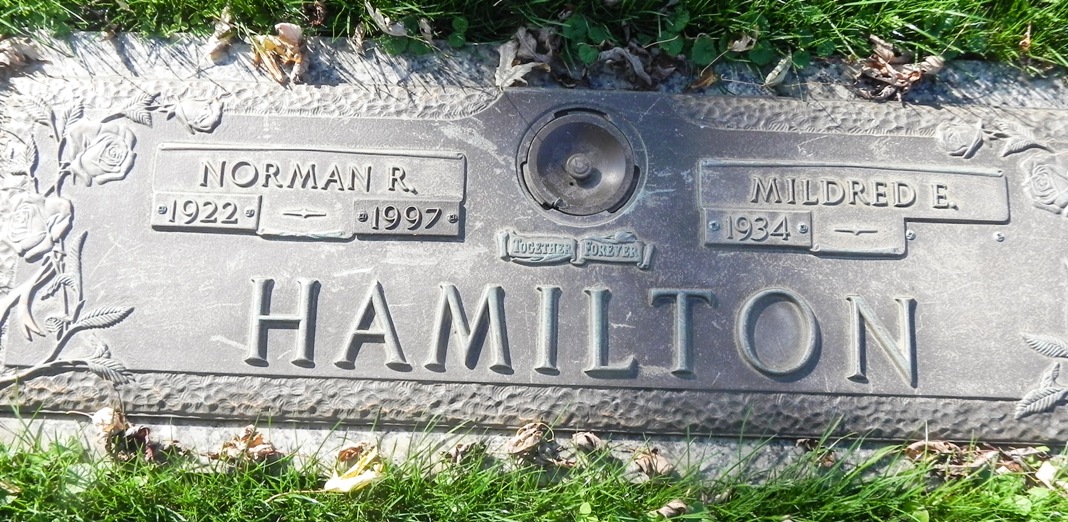 NORMAN R.
1922 – 1997
MILDRED E.
1934 –
TOGETHER FOREVER
HAMILTON